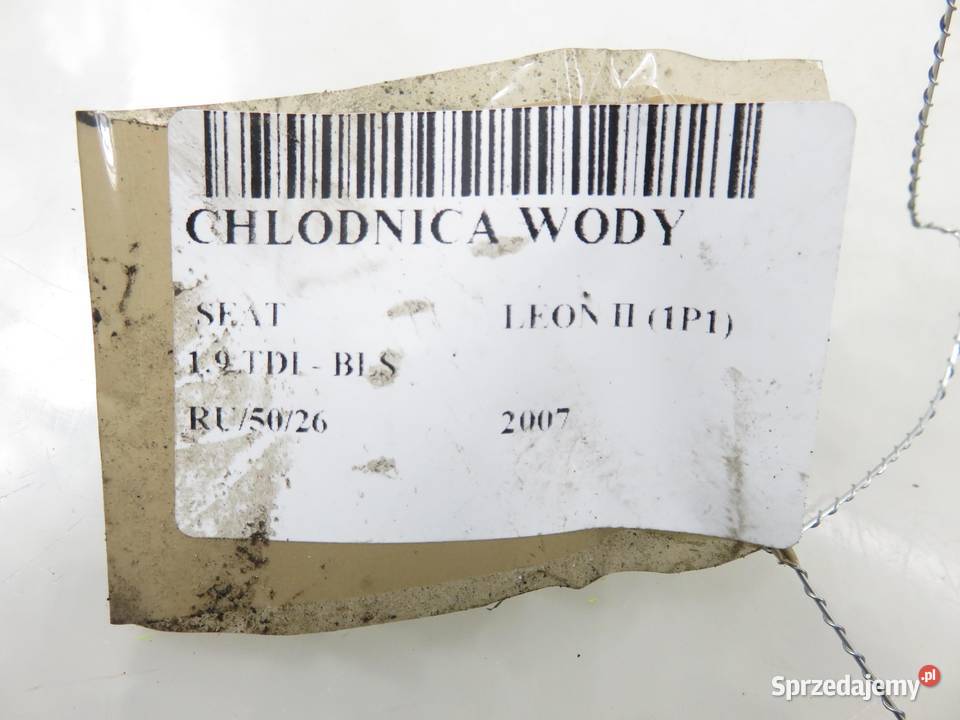 CHLODNICA WODY
SEAT LEON II (1P1)
1.9 TDI - BLS
RU/50/26 2007
Sprzedajemy.pl